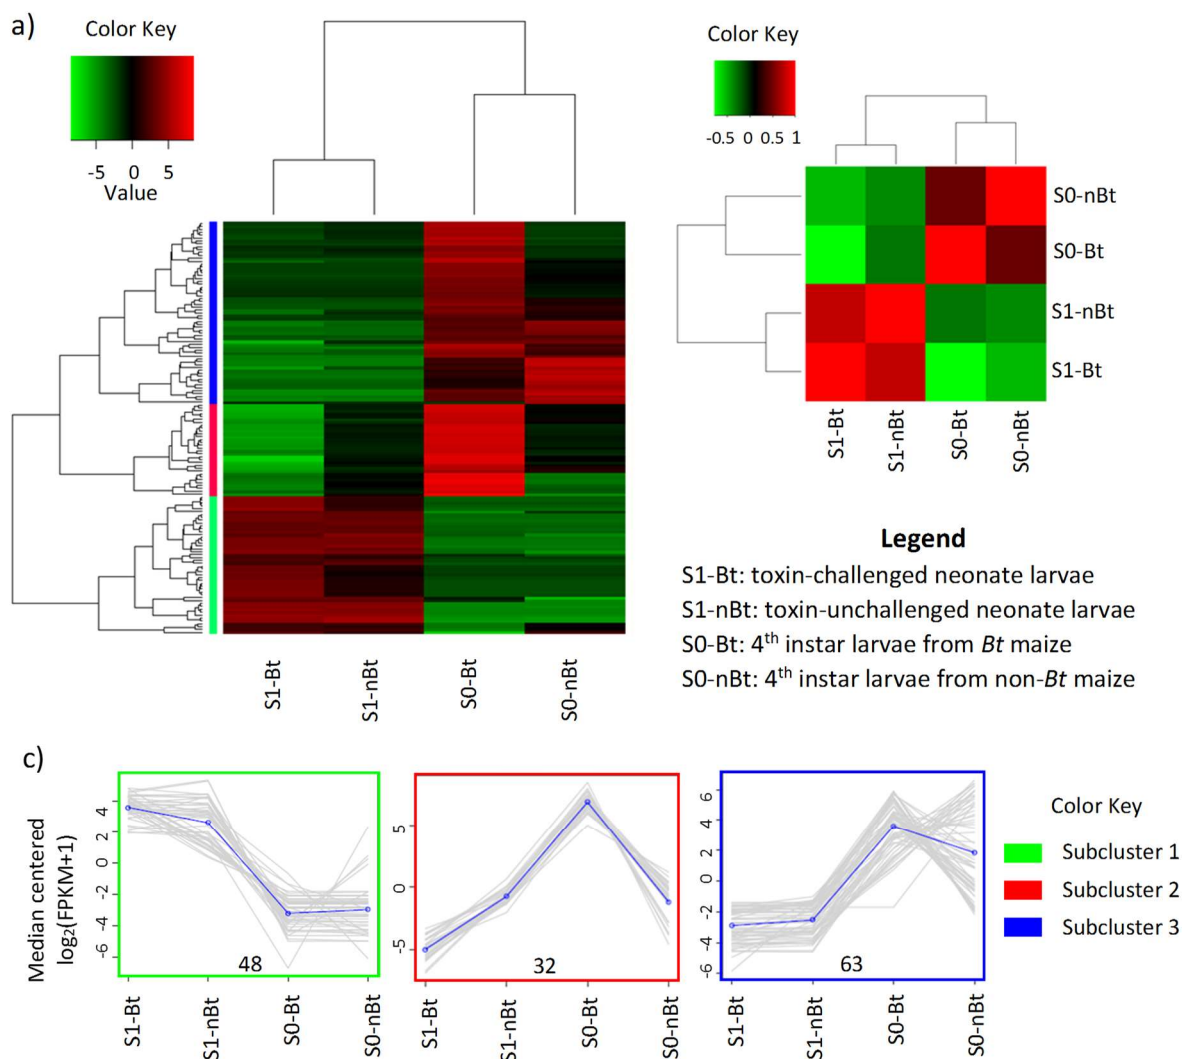 a)
Color Key
-5 0 5
Value
S1-Bt
S1-nBt
S0-Bt
S0-nBt
Color Key
-0.5 0 0.5 1
S0-nBt
S0-Bt
S1-nBt
S1-Bt
S1-Bt
S1-nBt
S0-Bt
S0-nBt
Legend
S1-Bt: toxin-challenged neonate larvae
S1-nBt: toxin-unchallenged neonate larvae
S0-Bt: 4th instar larvae from Bt maize
S0-nBt: 4th instar larvae from non-Bt maize
c)
Median centered
log2(FPKM+1)
4
2
0
-2
-4
-6
48
S1-Bt
S1-nBt
S0-Bt
S0-nBt
5
0
-5
32
S1-Bt
S1-nBt
S0-Bt
S0-nBt
6
4
2
0
-2
-4
-6
63
S1-Bt
S1-nBt
S0-Bt
S0-nBt
Color Key
Subcluster 1
Subcluster 2
Subcluster 3